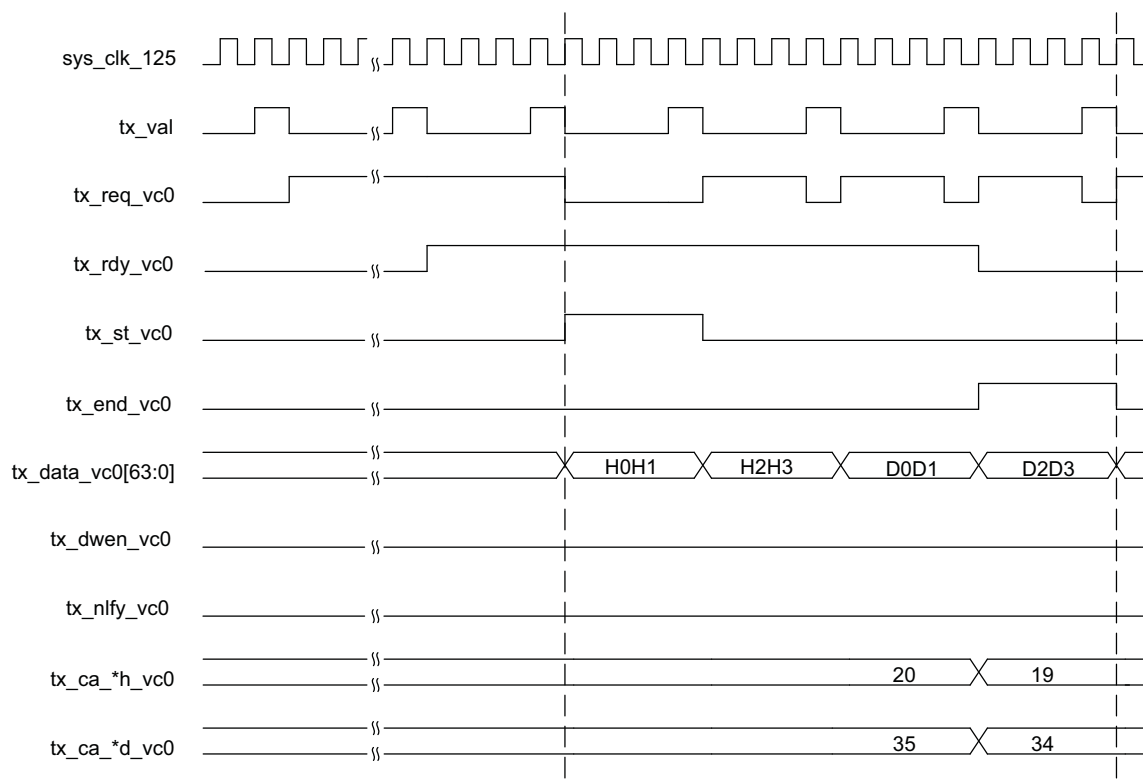 sys_clk_125
tx_val
tx_req_vc0
tx_rdy_vc0
tx_st_vc0
tx_end_vc0
tx_data_vc0[63:0] H0H1 H2H3 D0D1 D2D3
tx_dwen_vc0
tx_nlfy_vc0
tx_ca_*h_vc0 20 19
tx_ca_*d_vc0 35 34